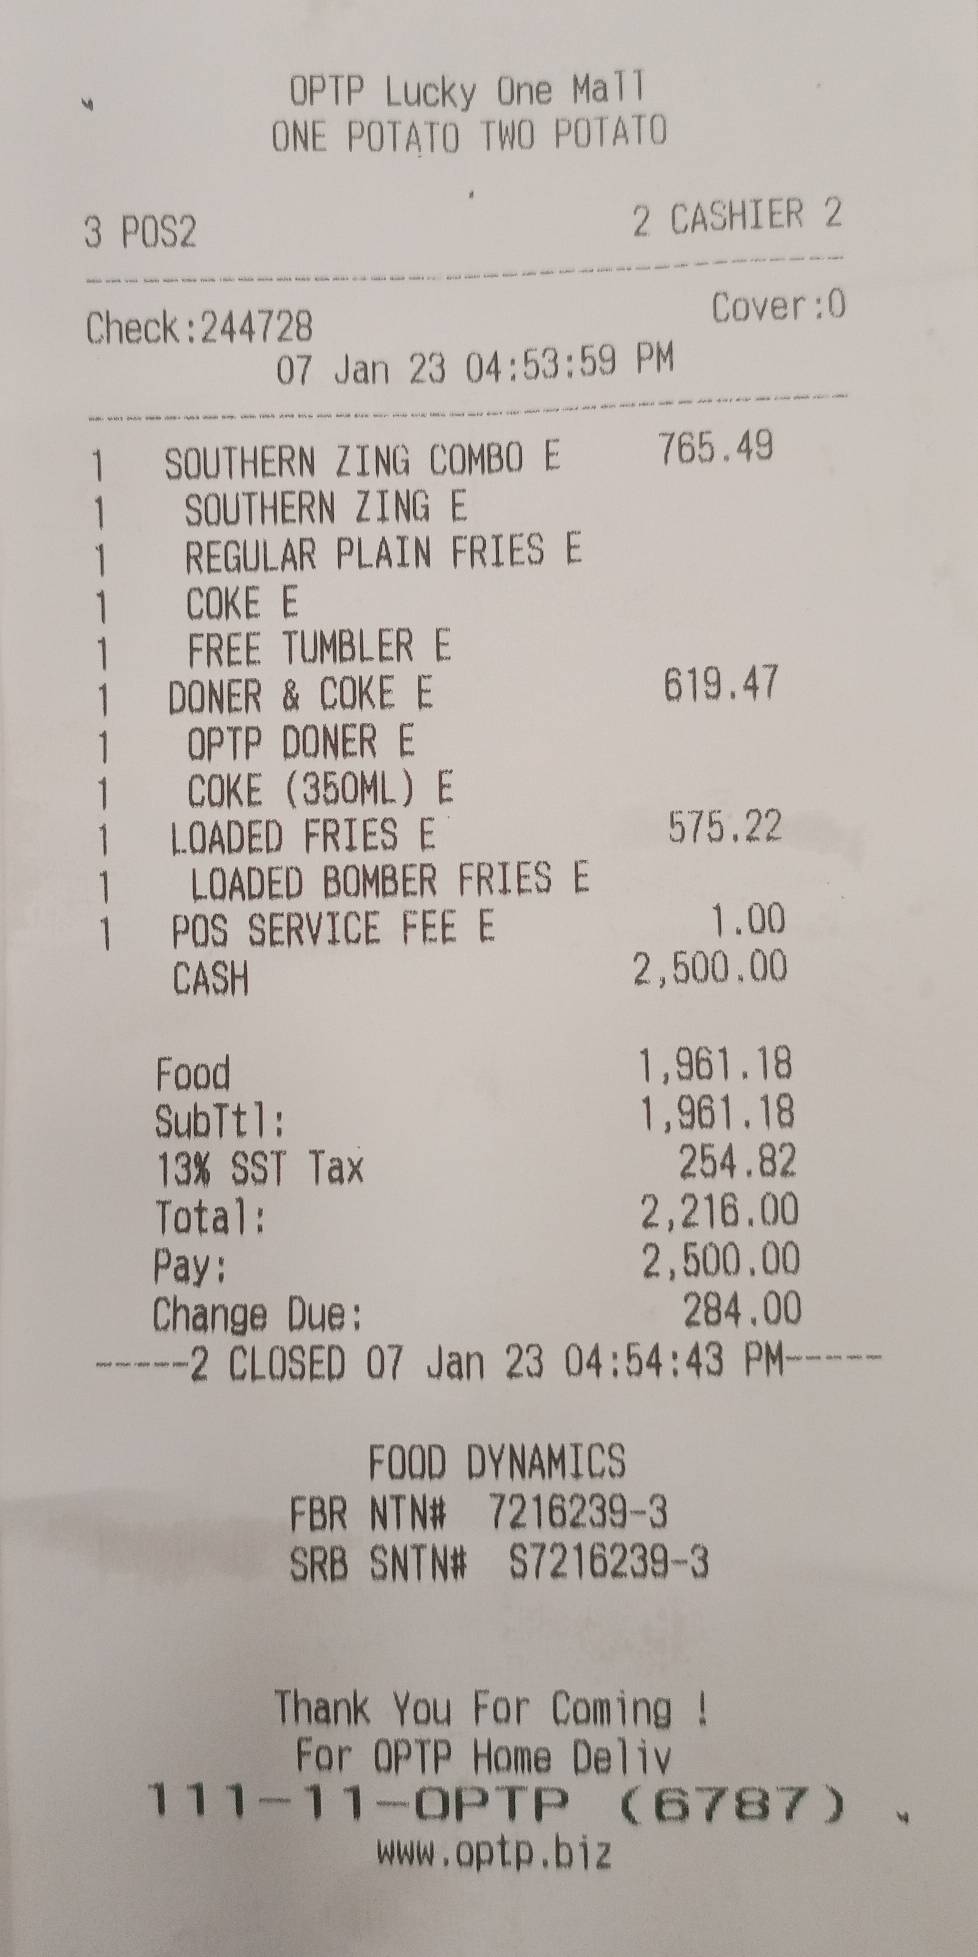 OPTP Lucky One Mall
ONE POTATO TWO POTATO
3 POS2 2 CASHIER 2
Check:244728 Cover:0
07 Jan 23 04:53:59 PM
1 SOUTHERN ZING COMBO E 765.49
1 SOUTHERN ZING E
1 REGULAR PLAIN FRIES E
1 COKE E
1 FREE TUMBLER E
1 DONER & COKE E 619.47
1 OPTP DONER E
1 COKE (350ML) E
1 LOADED FRIES E 575.22
1 LOADED BOMBER FRIES E
1 POS SERVICE FEE E 1.00
CASH 2,500.00
Food 1,961.18
SubTtl: 1,961.18
13% SST Tax 254.82
Total: 2,216.00
Pay: 2,500.00
Change Due: 284.00
-----2 CLOSED 07 Jan 23 04:54:43 PM-----
FOOD DYNAMICS
FBR NTN# 7216239-3
SRB SNTN# S7216239-3
Thank You For Coming !
For OPTP Home Deliv
111-11-OPTP (6787)
www.optp.biz